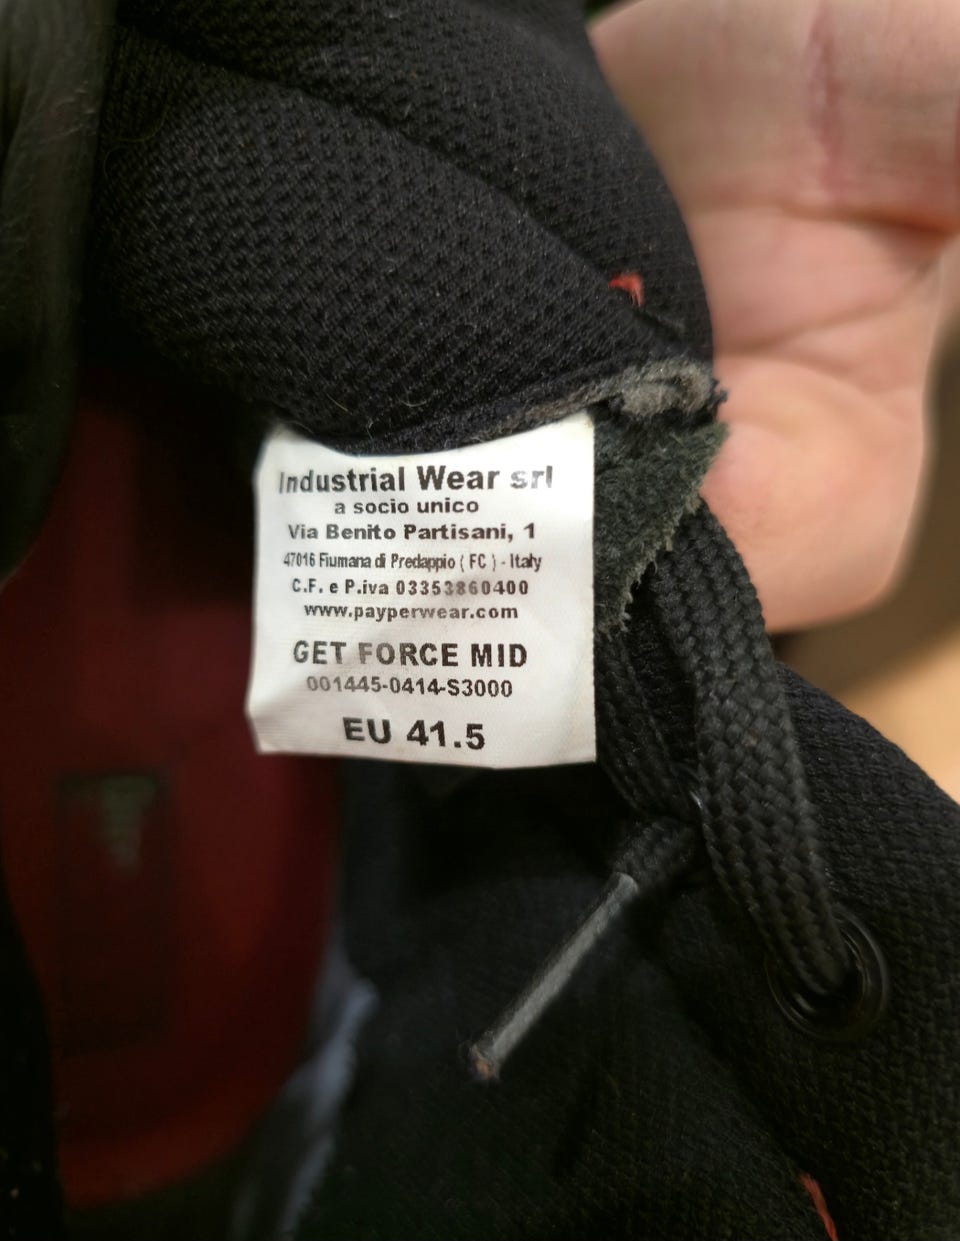 Industrial Wear srl
a socio unico
Via Benito Partisani, 1
47016 Fiumana di Predappio ( FC ) - Italy
C.F. e P.iva 03353860400
www.payperwear.com
GET FORCE MID
001445-0414-S3000
EU 41.5